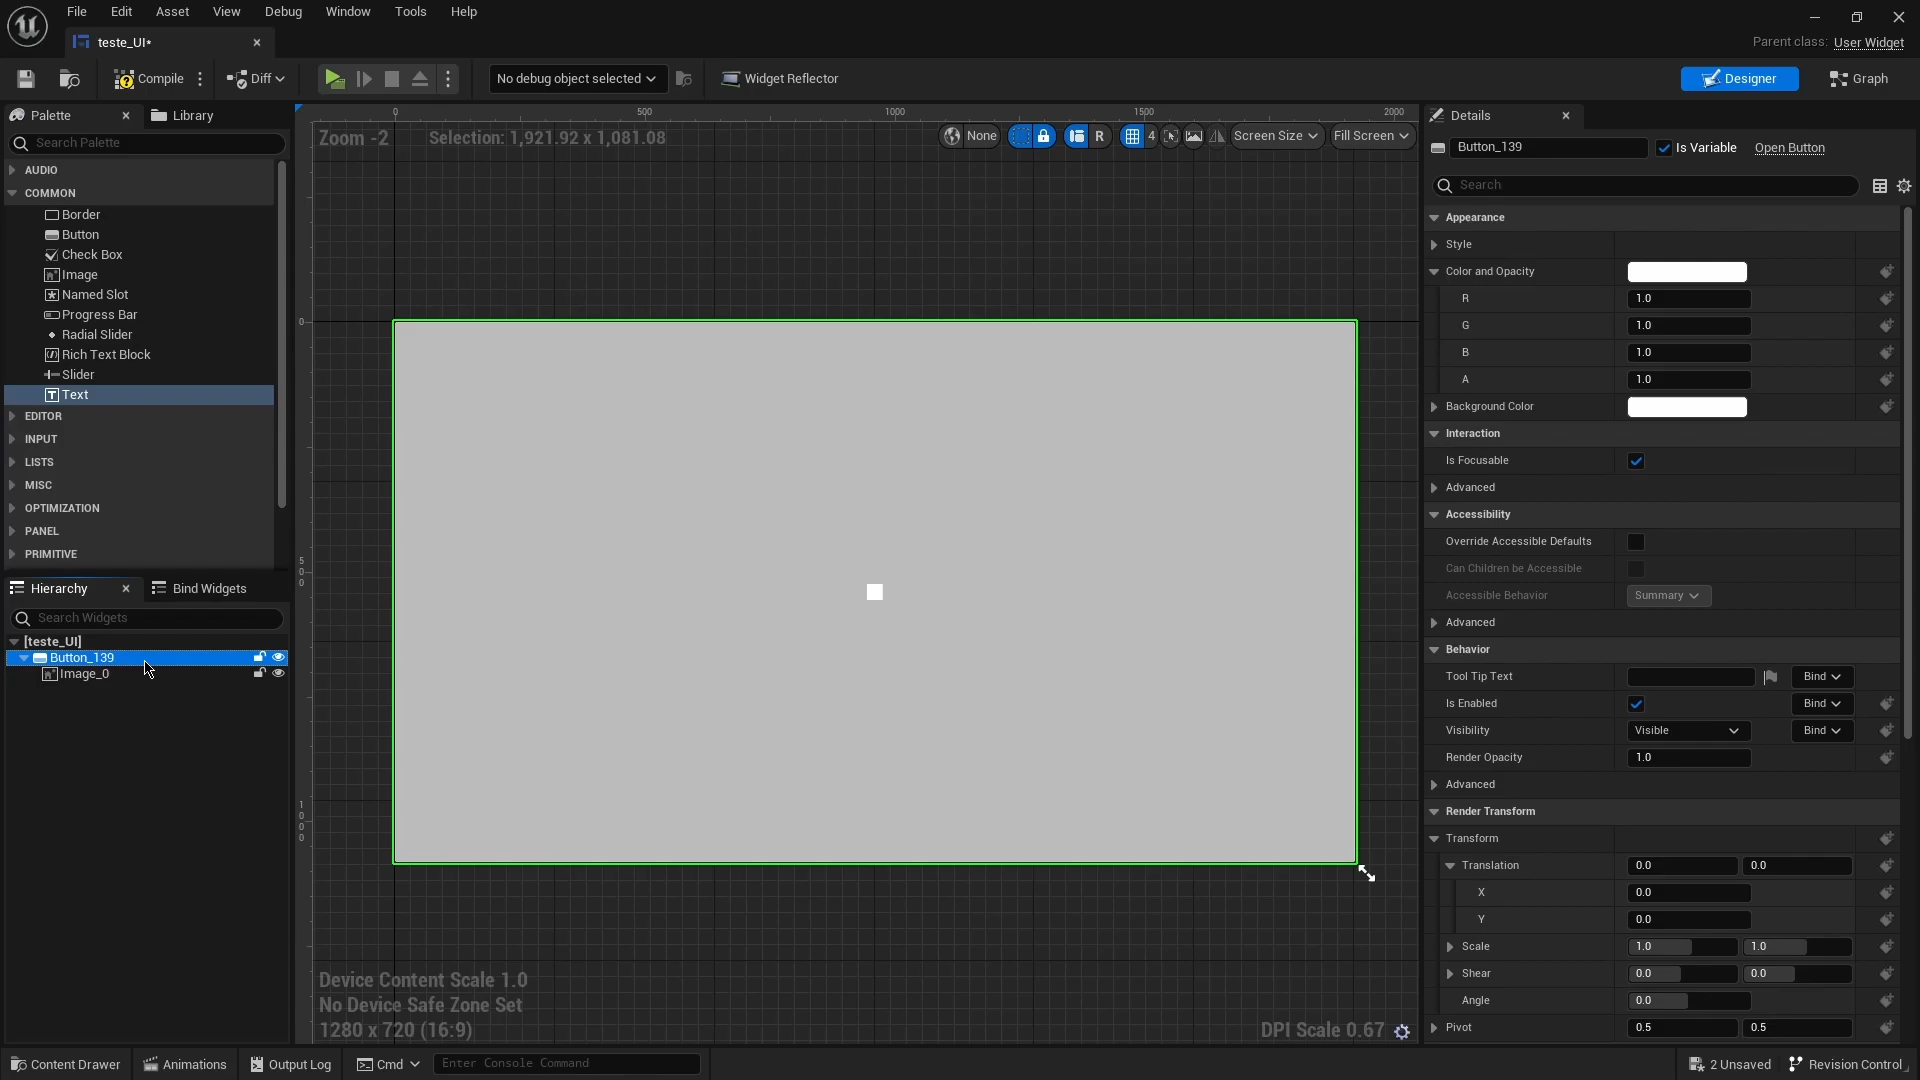 File Edit Asset View Debug Window Tools Help
teste_UI•
Parent class: User Widget
Compile Diff No debug object selected Widget Reflector Designer Graph
Palette Library
Search Palette
AUDIO
COMMON
Border
Button
Check Box
Image
Named Slot
Progress Bar
Radial Slider
Rich Text Block
Slider
Text
EDITOR
INPUT
LISTS
MISC
OPTIMIZATION
PANEL
PRIMITIVE
Hierarchy Bind Widgets
Search Widgets
[teste_UI]
Button_139
Image_0
0 500 1000 1500 2000
Zoom -2 Selection: 1,921.92 x 1,081.08
None R 4 Screen Size Fill Screen
0
5
0
0
1
0
0
0
Device Content Scale 1.0
No Device Safe Zone Set
1280 x 720 (16:9)
DPI Scale 0.67
Details
Button_139 Is Variable Open Button
Search
Appearance
Style
Color and Opacity
R 1.0
G 1.0
B 1.0
A 1.0
Background Color
Interaction
Is Focusable
Advanced
Accessibility
Override Accessible Defaults
Can Children be Accessible
Accessible Behavior Summary
Advanced
Behavior
Tool Tip Text Bind
Is Enabled Bind
Visibility Visible Bind
Render Opacity 1.0
Advanced
Render Transform
Transform
Translation 0.0 0.0
X 0.0
Y 0.0
Scale 1.0 1.0
Shear 0.0 0.0
Angle 0.0
Pivot 0.5 0.5
Content Drawer Animations Output Log Cmd Enter Console Command 2 Unsaved Revision Control